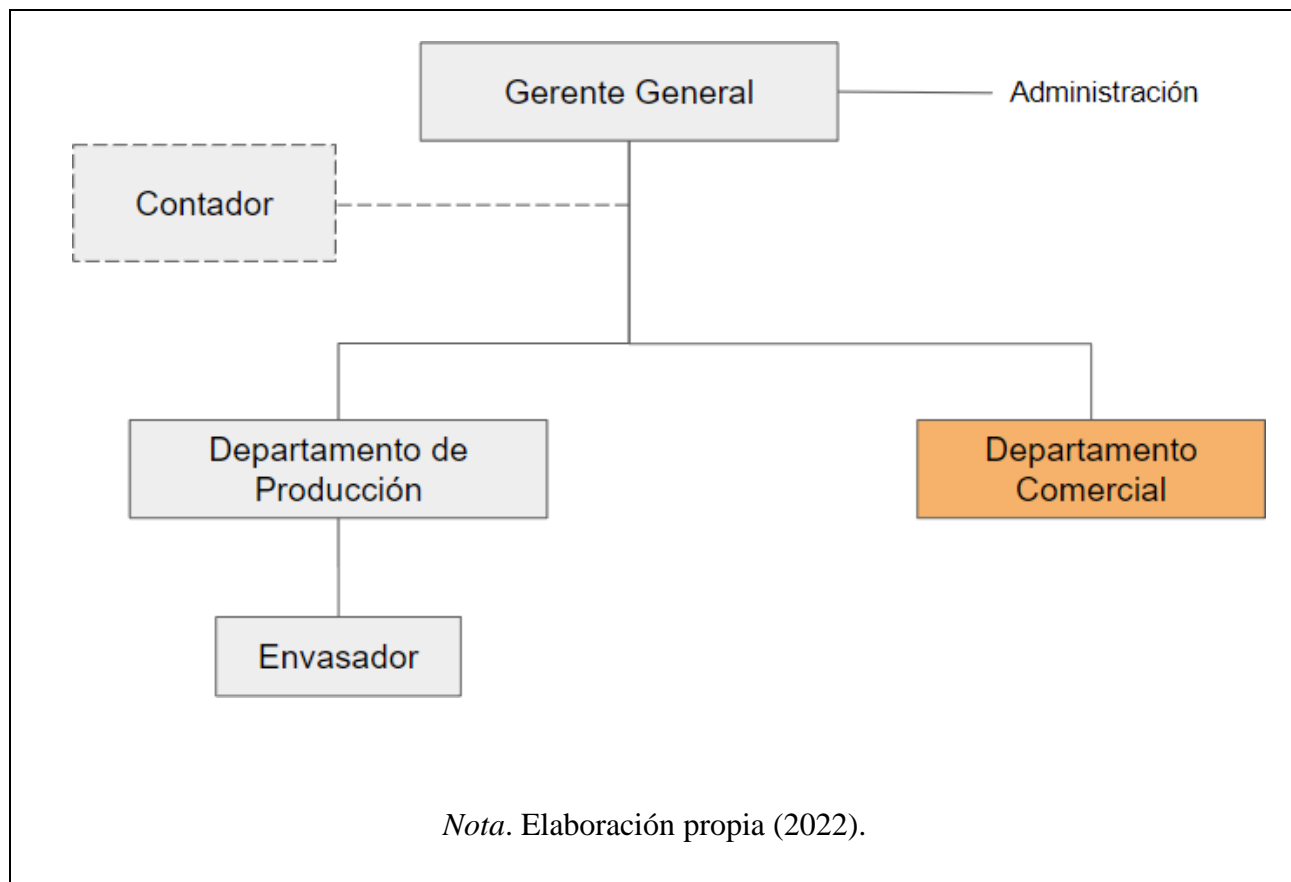 Gerente General
Administración
Contador
Departamento de
Producción
Departamento
Comercial
Envasador
Nota. Elaboración propia (2022).